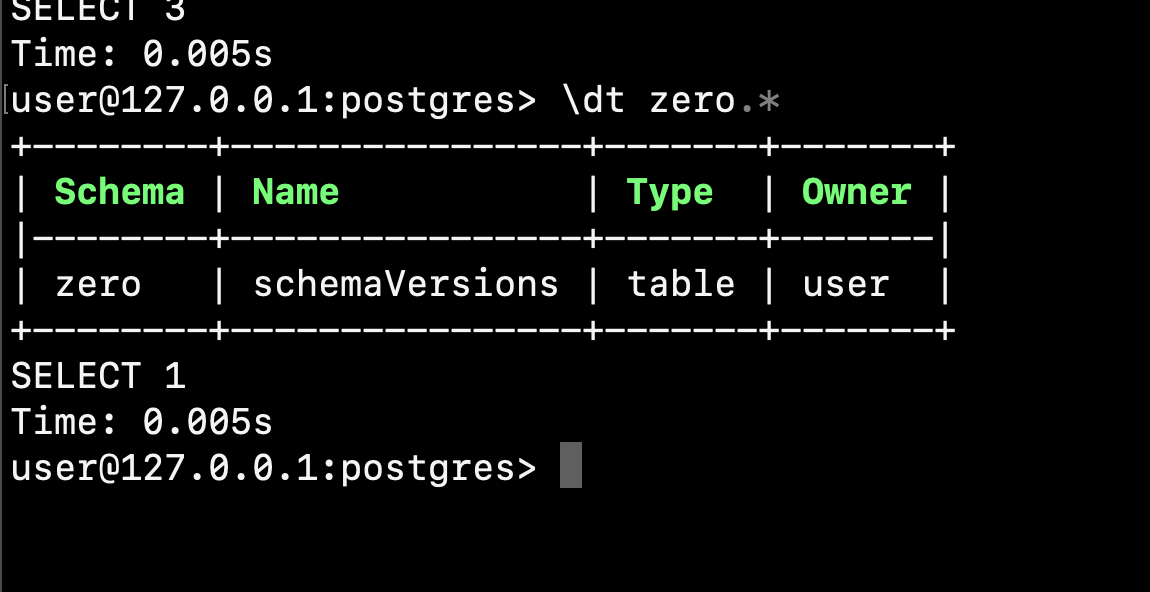 SELECT 3
Time: 0.005s
user@127.0.0.1:postgres> \dt zero.*
+--------+----------------+-------+-------+
| Schema | Name           | Type  | Owner |
|--------+----------------+-------+-------|
| zero   | schemaVersions | table | user  |
+--------+----------------+-------+-------+
SELECT 1
Time: 0.005s
user@127.0.0.1:postgres>